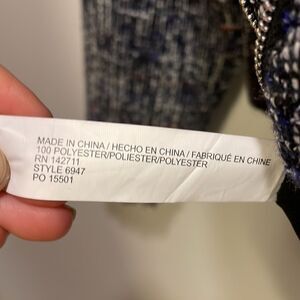 MADE IN CHINA / HECHO EN CHINA / FABRIQUÉ EN CHINE
100 POLYESTER/POLIESTER/POLYESTER
RN 142711
STYLE 6947
PO 15501